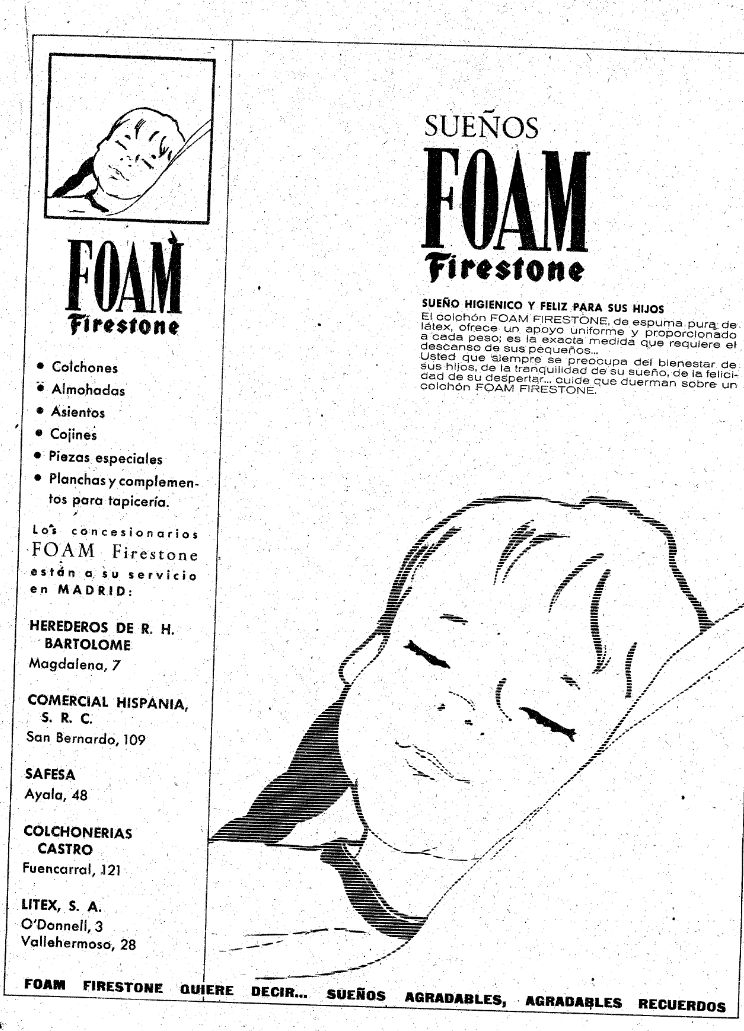 FOAM
Firestone
• Colchones
• Almohadas
• Asientos
• Cojines
• Piezas especiales
• Planchas y complemen-
tos para tapicería.
Los concesionarios
FOAM Firestone
están a su servicio
en MADRID:
HEREDEROS DE R. H.
BARTOLOME
Magdalena, 7
COMERCIAL HISPANIA,
S. R. C.
San Bernardo, 109
SAFESA
Ayala, 48
COLCHONERIAS
CASTRO
Fuencarral, 121
LITEX, S. A.
O'Donnell, 3
Vallehermoso, 28
SUEÑOS
FOAM
Firestone
SUEÑO HIGIENICO Y FELIZ PARA SUS HIJOS
El colchón FOAM FIRESTONE, de espuma pura de
látex, ofrece un apoyo uniforme y proporcionado
a cada peso; es la exacta medida que requiere el
descanso de sus pequeños...
Usted que siempre se preocupa del bienestar de
sus hijos, de la tranquilidad de su sueño, de la felici-
dad de su despertar... cuide que duerman sobre un
colchón FOAM FIRESTONE.
FOAM FIRESTONE QUIERE DECIR... SUEÑOS AGRADABLES, AGRADABLES RECUERDOS